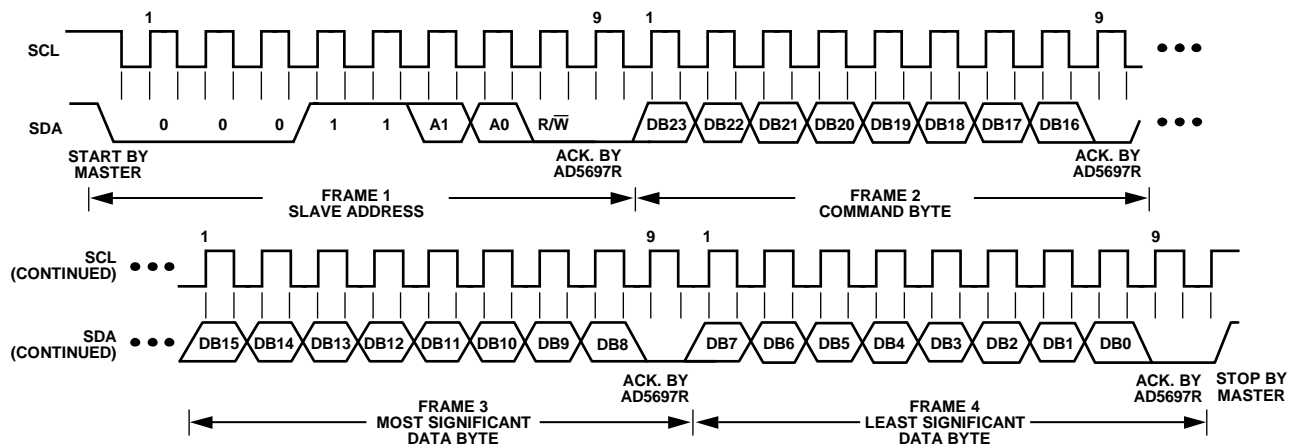 1 9 1 9
SCL
SDA 0 0 0 1 1 A1 A0 R/W̅ DB23 DB22 DB21 DB20 DB19 DB18 DB17 DB16
START BY
MASTER
ACK. BY
AD5697R
ACK. BY
AD5697R
FRAME 1
SLAVE ADDRESS
FRAME 2
COMMAND BYTE
1 9 1 9
SCL
(CONTINUED)
SDA
(CONTINUED)
DB15 DB14 DB13 DB12 DB11 DB10 DB9 DB8 DB7 DB6 DB5 DB4 DB3 DB2 DB1 DB0
ACK. BY
AD5697R
ACK. BY
AD5697R
STOP BY
MASTER
FRAME 3
MOST SIGNIFICANT
DATA BYTE
FRAME 4
LEAST SIGNIFICANT
DATA BYTE